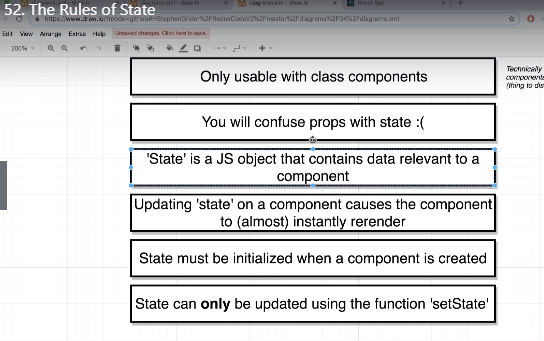 52. The Rules of State
https://www.draw.io/?mode=github#HStephenGrider%2FReduxCodeV2%2Fmaster%2Fdiagrams%2F04%2Fdiagrams.xml
Edit View Arrange Extras Help Unsaved changes. Click here to save.
200%
Only usable with class components
Technically
components
(thing to dis
You will confuse props with state :(
'State' is a JS object that contains data relevant to a
component
Updating 'state' on a component causes the component
to (almost) instantly rerender
State must be initialized when a component is created
State can only be updated using the function 'setState'